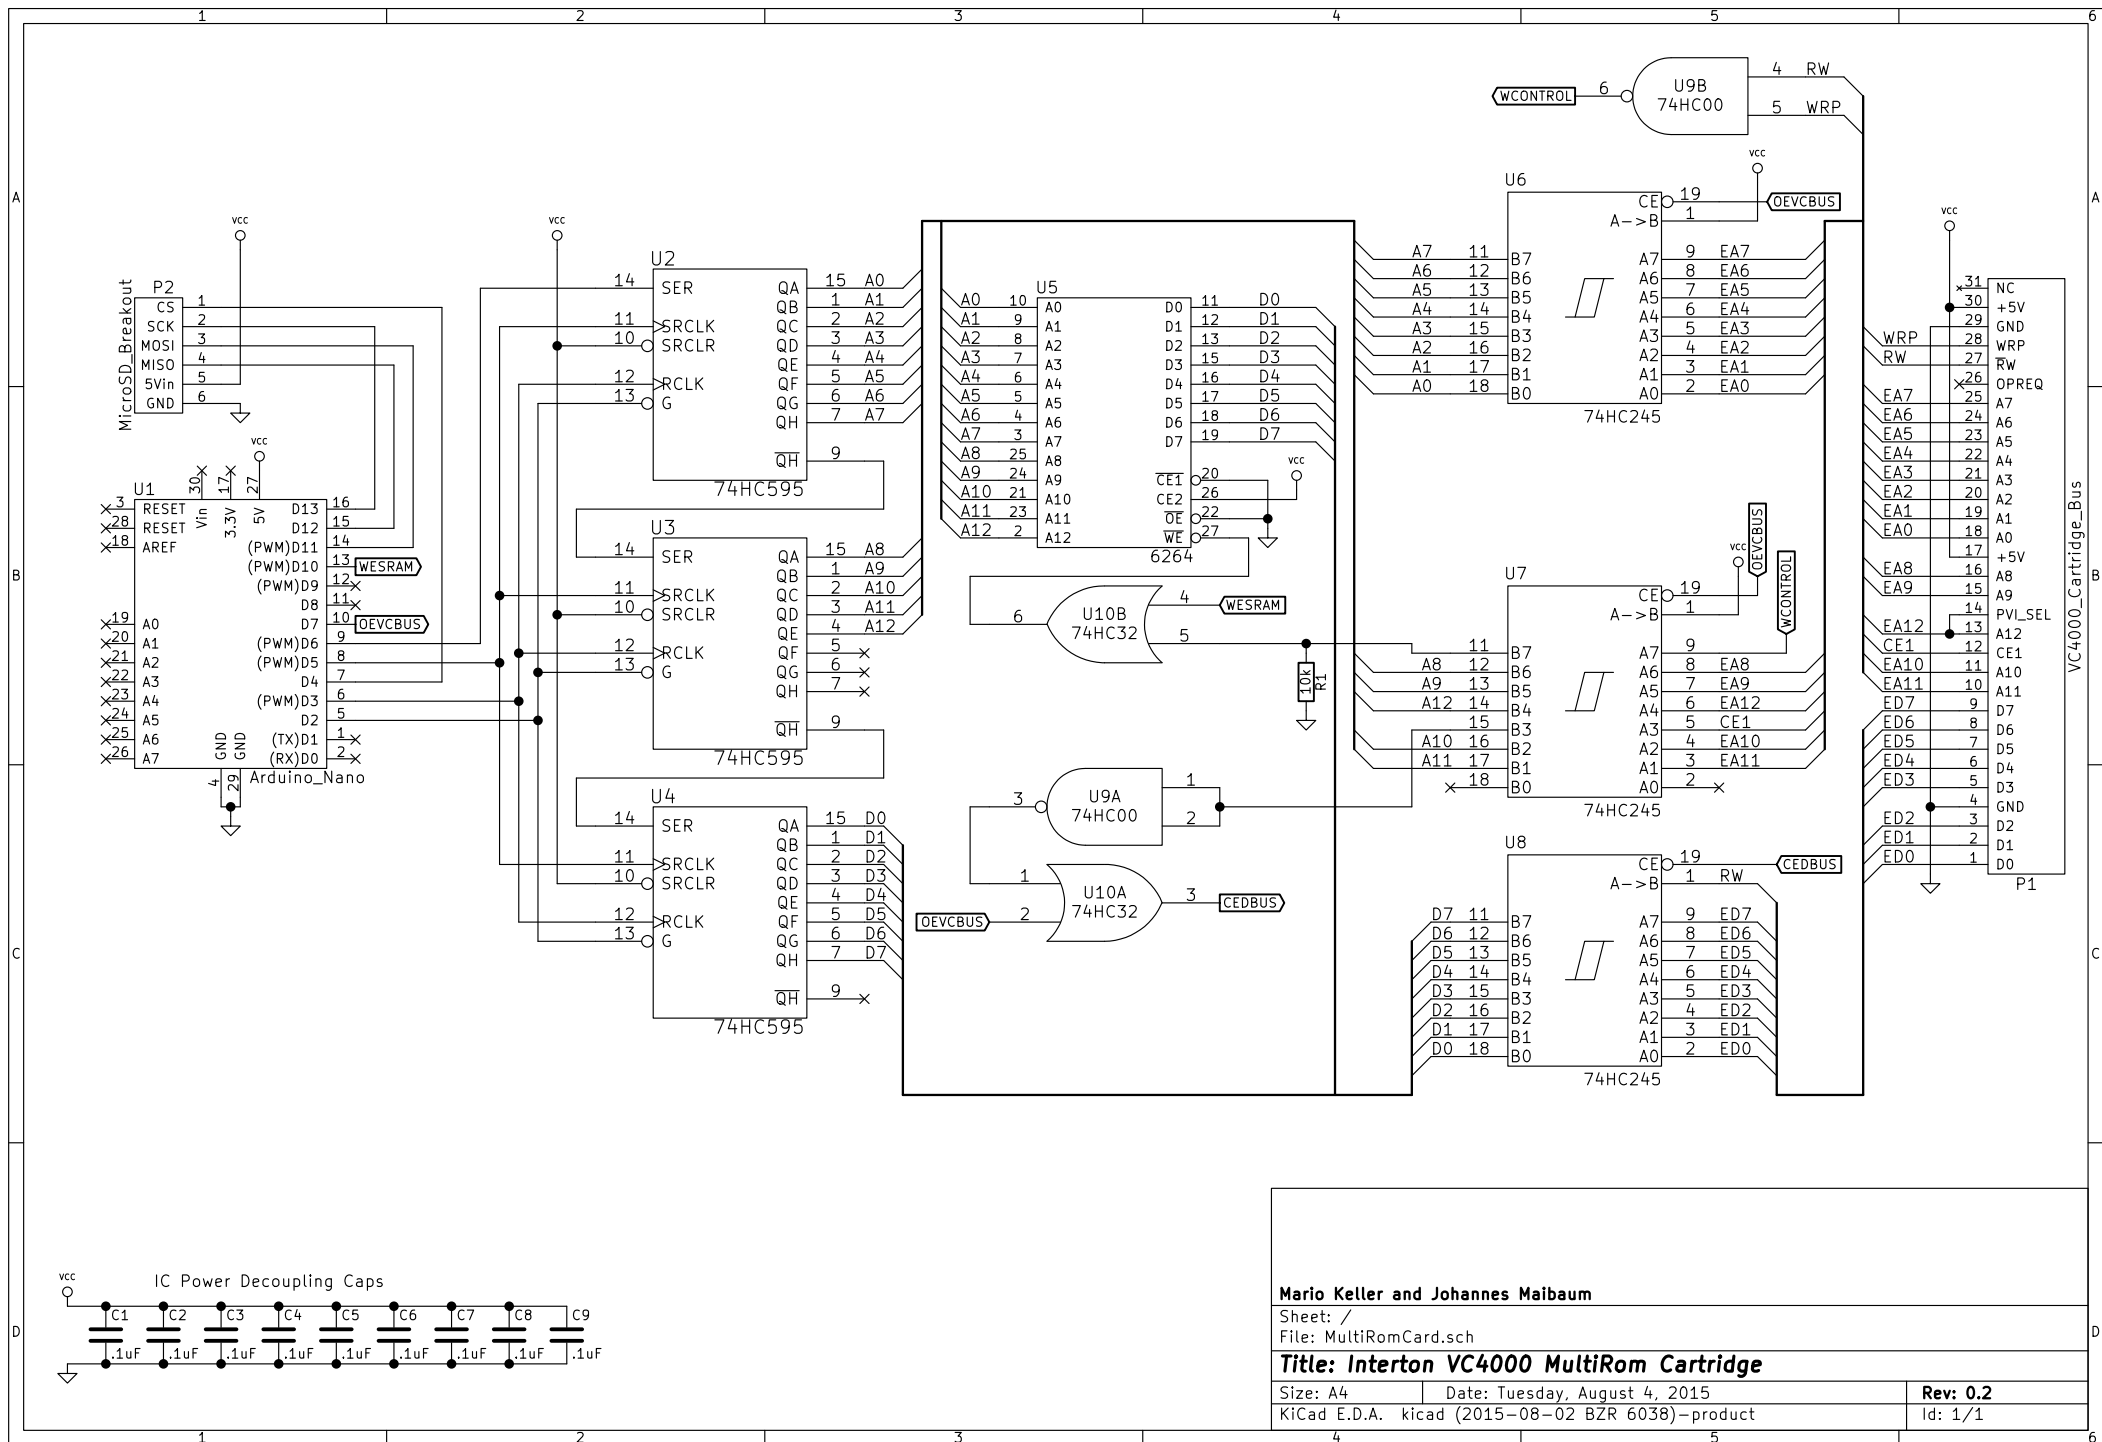 1 2 3 4 5 6
A
B
C
D
U9B
74HC00
4 RW
5 WRP
6 WCONTROL
P2
MicroSD_Breakout
CS 1
SCK 2
MOSI 3
MISO 4
5Vin 5
GND 6
vcc
U1
Arduino_Nano
3 RESET
28 RESET
18 AREF
30 Vin
17 3.3V
27 5V
vcc
19 A0
20 A1
21 A2
22 A3
23 A4
24 A5
25 A6
26 A7
4 GND
29 GND
D13 16
D12 15
(PWM)D11 14
(PWM)D10 13 WESRAM
(PWM)D9 12
D8 11
D7 10 OEVCBUS
(PWM)D6 9
(PWM)D5 8
D4 7
(PWM)D3 6
D2 5
(TX)D1 1
(RX)D0 2
vcc
U2
14 SER
11 SRCLK
10 SRCLR
12 RCLK
13 G
QA 15 A0
QB 1 A1
QC 2 A2
QD 3 A3
QE 4 A4
QF 5 A5
QG 6 A6
QH 7 A7
QH 9
74HC595
U3
14 SER
11 SRCLK
10 SRCLR
12 RCLK
13 G
QA 15 A8
QB 1 A9
QC 2 A10
QD 3 A11
QE 4 A12
QF 5
QG 6
QH 7
QH 9
74HC595
U4
14 SER
11 SRCLK
10 SRCLR
12 RCLK
13 G
QA 15 D0
QB 1 D1
QC 2 D2
QD 3 D3
QE 4 D4
QF 5 D5
QG 6 D6
QH 7 D7
QH 9
74HC595
U5
A0 10 A0
A1 9 A1
A2 8 A2
A3 7 A3
A4 6 A4
A5 5 A5
A6 4 A6
A7 3 A7
A8 25 A8
A9 24 A9
A10 21 A10
A11 23 A11
A12 2 A12
D0 11 D0
D1 12 D1
D2 13 D2
D3 15 D3
D4 16 D4
D5 17 D5
D6 18 D6
D7 19 D7
CE1 20
CE2 26
OE 22
WE 27
6264
vcc
U10B
74HC32
6
4 WESRAM
5
10k
R1
U9A
74HC00
3
1
2
U10A
74HC32
1
OEVCBUS 2
3 CEDBUS
U6
CE 19 OEVCBUS
A->B 1
vcc
A7 11 B7 A7 9 EA7
A6 12 B6 A6 8 EA6
A5 13 B5 A5 7 EA5
A4 14 B4 A4 6 EA4
A3 15 B3 A3 5 EA3
A2 16 B2 A2 4 EA2
A1 17 B1 A1 3 EA1
A0 18 B0 A0 2 EA0
74HC245
U7
CE 19 OEVCBUS
A->B 1
vcc
WCONTROL
11 B7 A7 9
A8 12 B6 A6 8 EA8
A9 13 B5 A5 7 EA9
A12 14 B4 A4 6 EA12
15 B3 A3 5 CE1
A10 16 B2 A2 4 EA10
A11 17 B1 A1 3 EA11
18 B0 A0 2
74HC245
U8
CE 19 CEDBUS
A->B 1 RW
D7 11 B7 A7 9 ED7
D6 12 B6 A6 8 ED6
D5 13 B5 A5 7 ED5
D4 14 B4 A4 6 ED4
D3 15 B3 A3 5 ED3
D2 16 B2 A2 4 ED2
D1 17 B1 A1 3 ED1
D0 18 B0 A0 2 ED0
74HC245
vcc
31 NC
30 +5V
29 GND
WRP 28 WRP
RW 27 RW
26 OPREQ
EA7 25 A7
EA6 24 A6
EA5 23 A5
EA4 22 A4
EA3 21 A3
EA2 20 A2
EA1 19 A1
EA0 18 A0
17 +5V
EA8 16 A8
EA9 15 A9
14 PVI_SEL
EA12 13 A12
CE1 12 CE1
EA10 11 A10
EA11 10 A11
ED7 9 D7
ED6 8 D6
ED5 7 D5
ED4 6 D4
ED3 5 D3
4 GND
ED2 3 D2
ED1 2 D1
ED0 1 D0
P1
VC4000_Cartridge_Bus
vcc
IC Power Decoupling Caps
C1 C2 C3 C4 C5 C6 C7 C8 C9
.1uF .1uF .1uF .1uF .1uF .1uF .1uF .1uF .1uF
Mario Keller and Johannes Maibaum
Sheet: /
File: MultiRomCard.sch
Title: Interton VC4000 MultiRom Cartridge
Size: A4 Date: Tuesday, August 4, 2015 Rev: 0.2
KiCad E.D.A. kicad (2015-08-02 BZR 6038)-product Id: 1/1
1 2 3 4 5 6
A
B
C
D